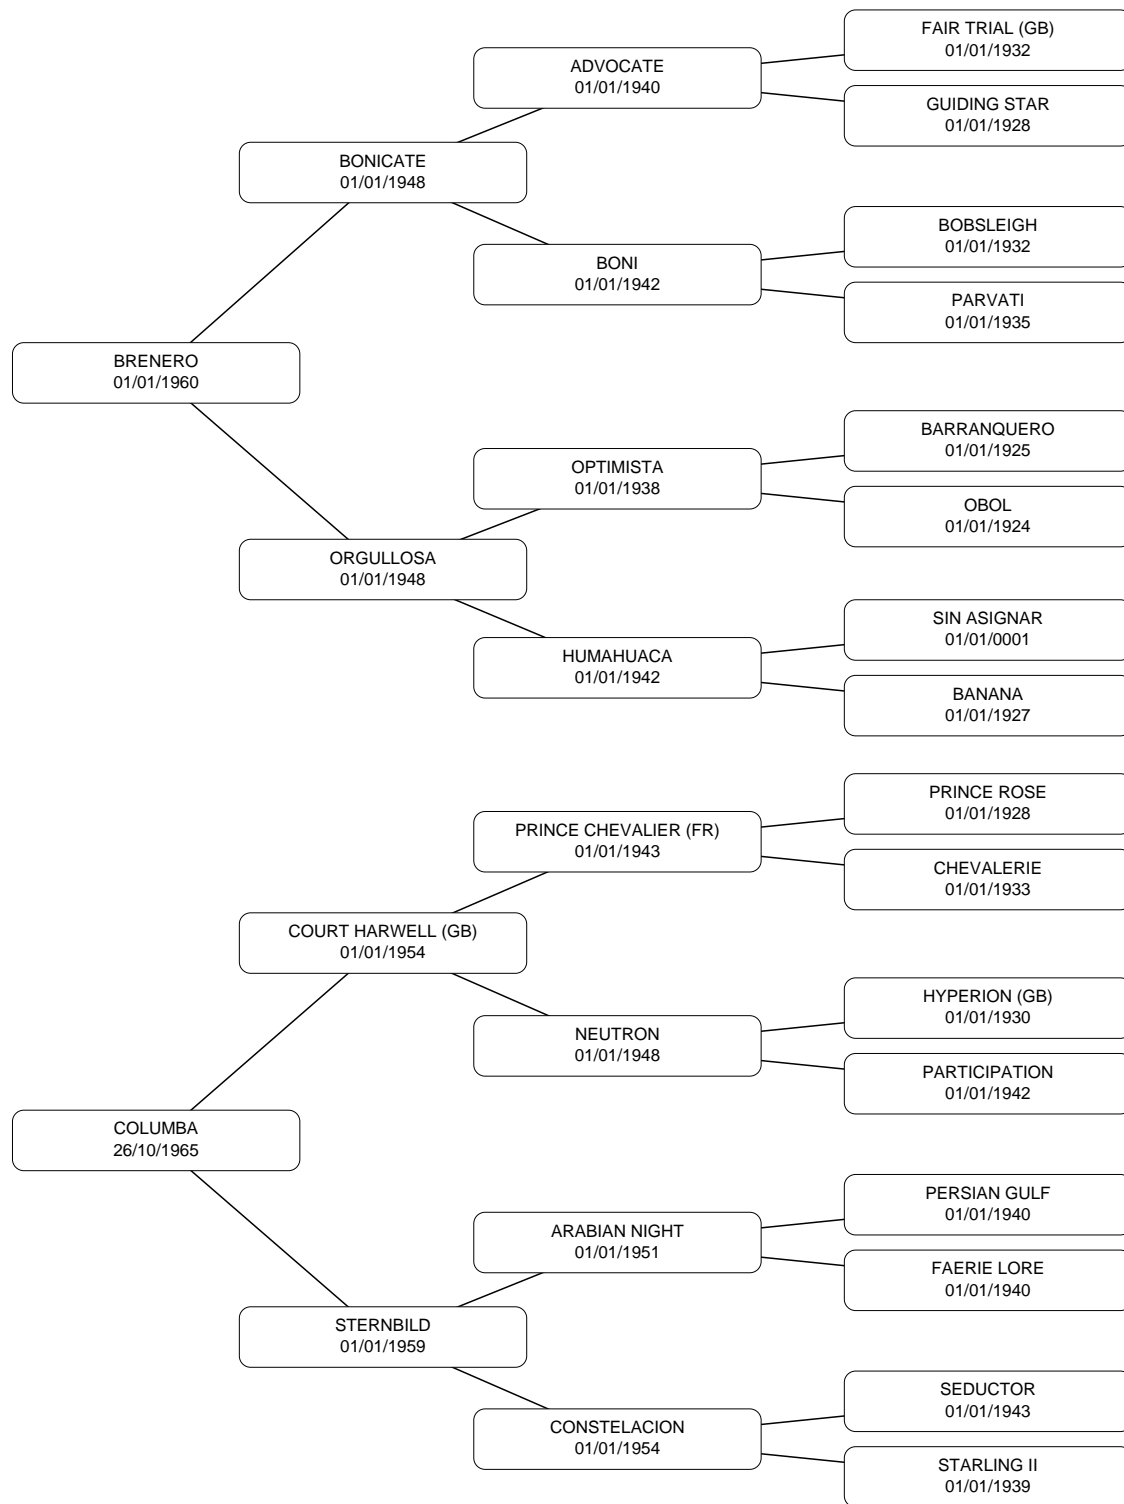 FAIR TRIAL (GB)
01/01/1932
ADVOCATE
01/01/1940
GUIDING STAR
01/01/1928
BONICATE
01/01/1948
BOBSLEIGH
01/01/1932
BONI
01/01/1942
PARVATI
01/01/1935
BRENERO
01/01/1960
BARRANQUERO
01/01/1925
OPTIMISTA
01/01/1938
OBOL
01/01/1924
ORGULLOSA
01/01/1948
SIN ASIGNAR
01/01/0001
HUMAHUACA
01/01/1942
BANANA
01/01/1927
PRINCE ROSE
01/01/1928
PRINCE CHEVALIER (FR)
01/01/1943
CHEVALERIE
01/01/1933
COURT HARWELL (GB)
01/01/1954
HYPERION (GB)
01/01/1930
NEUTRON
01/01/1948
PARTICIPATION
01/01/1942
COLUMBA
26/10/1965
PERSIAN GULF
01/01/1940
ARABIAN NIGHT
01/01/1951
FAERIE LORE
01/01/1940
STERNBILD
01/01/1959
SEDUCTOR
01/01/1943
CONSTELACION
01/01/1954
STARLING II
01/01/1939